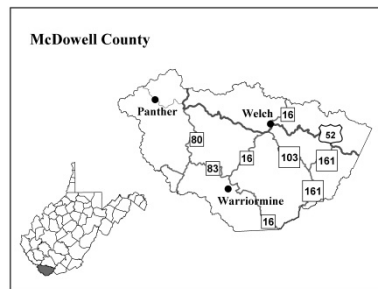 McDowell County
Panther
Welch
16
52
80
16
103
161
83
161
Warriormine
16